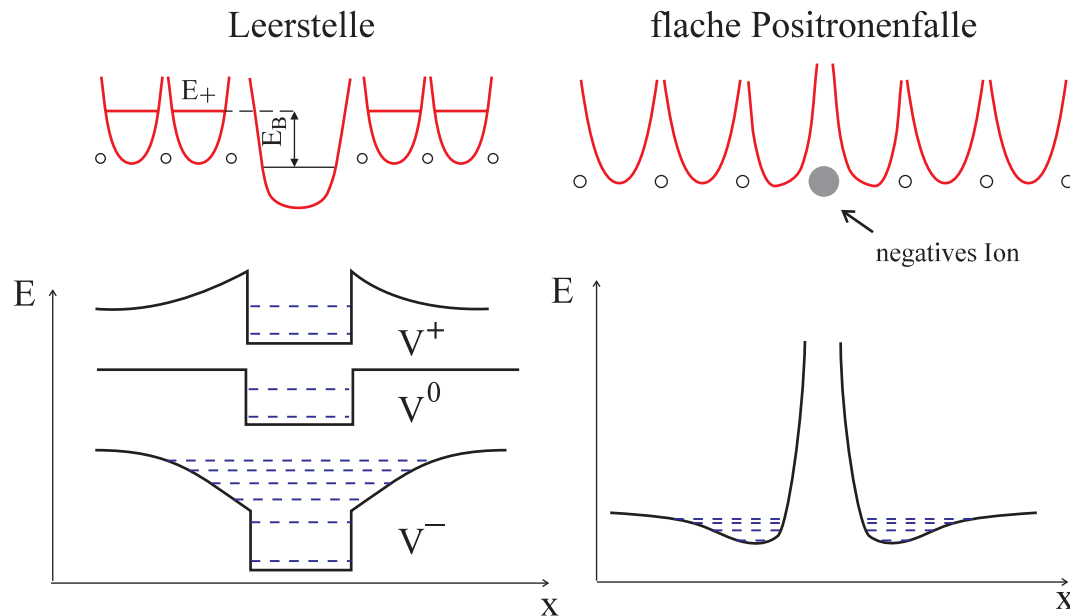 Leerstelle
flache Positronenfalle
E+
EB
negatives Ion
E
V+
V0
V−
x
E
x